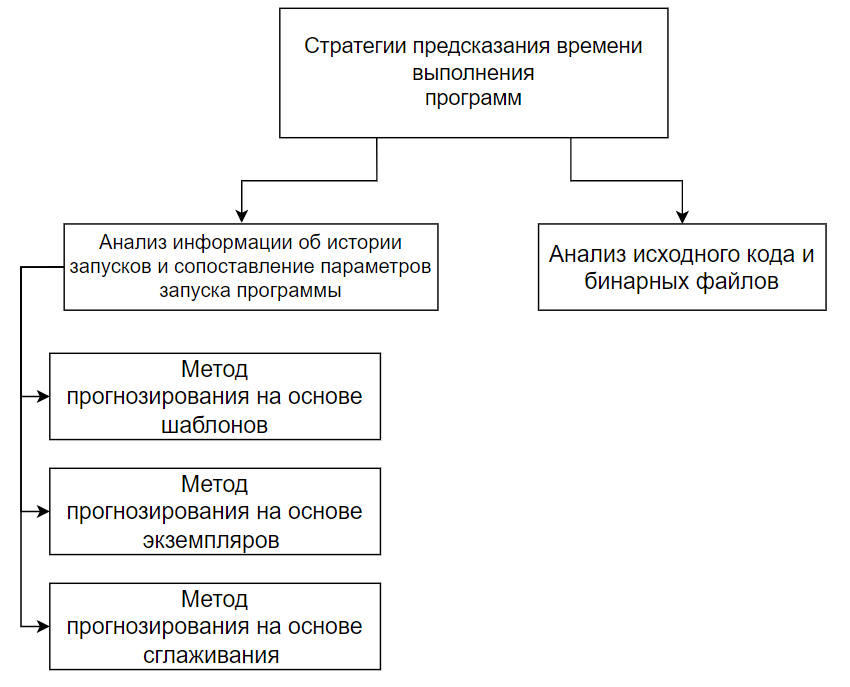 Стратегии предсказания времени
выполнения
программ
Анализ информации об истории
запусков и сопоставление параметров
запуска программы
Анализ исходного кода и
бинарных файлов
Метод
прогнозирования на основе
шаблонов
Метод
прогнозирования на основе
экземпляров
Метод
прогнозирования на основе
сглаживания